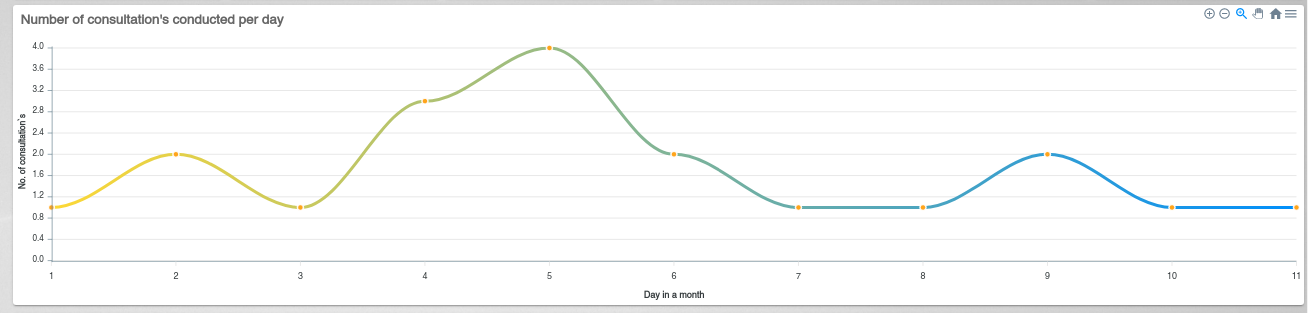 Number of consultation's conducted per day
4.0
3.6
3.2
2.8
2.4
2.0
1.6
1.2
0.8
0.4
0.0
No. of consultation`s
1 2 3 4 5 6 7 8 9 10 11
Day in a month